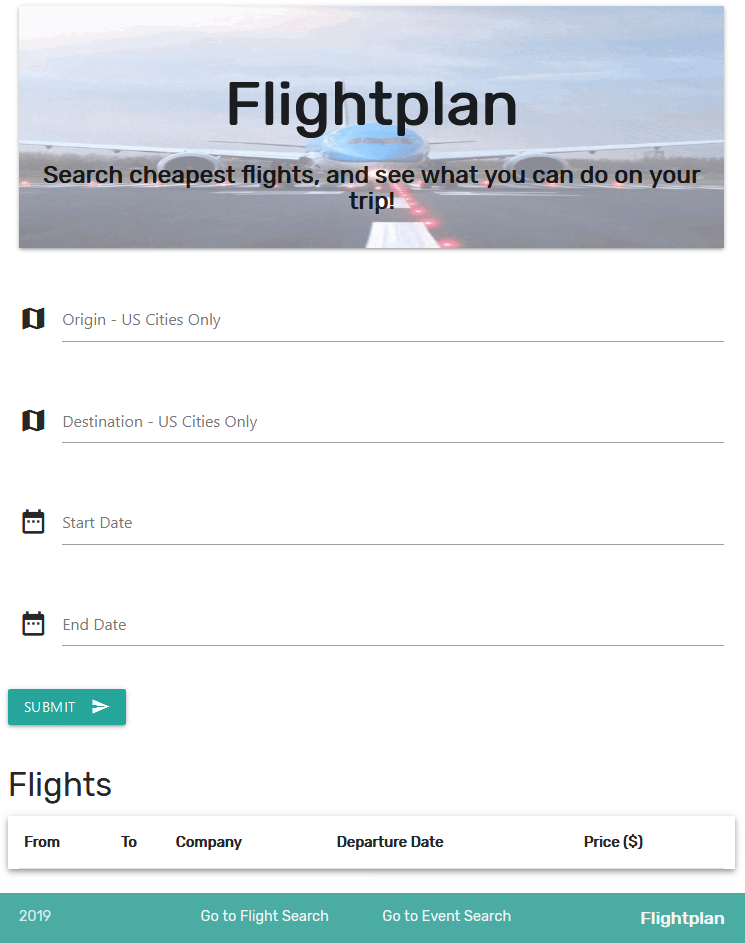 Flightplan
Search cheapest flights, and see what you can do on your
trip!
Origin - US Cities Only
Destination - US Cities Only
Start Date
End Date
SUBMIT
Flights
From To Company Departure Date Price ($)
2019 Go to Flight Search Go to Event Search Flightplan